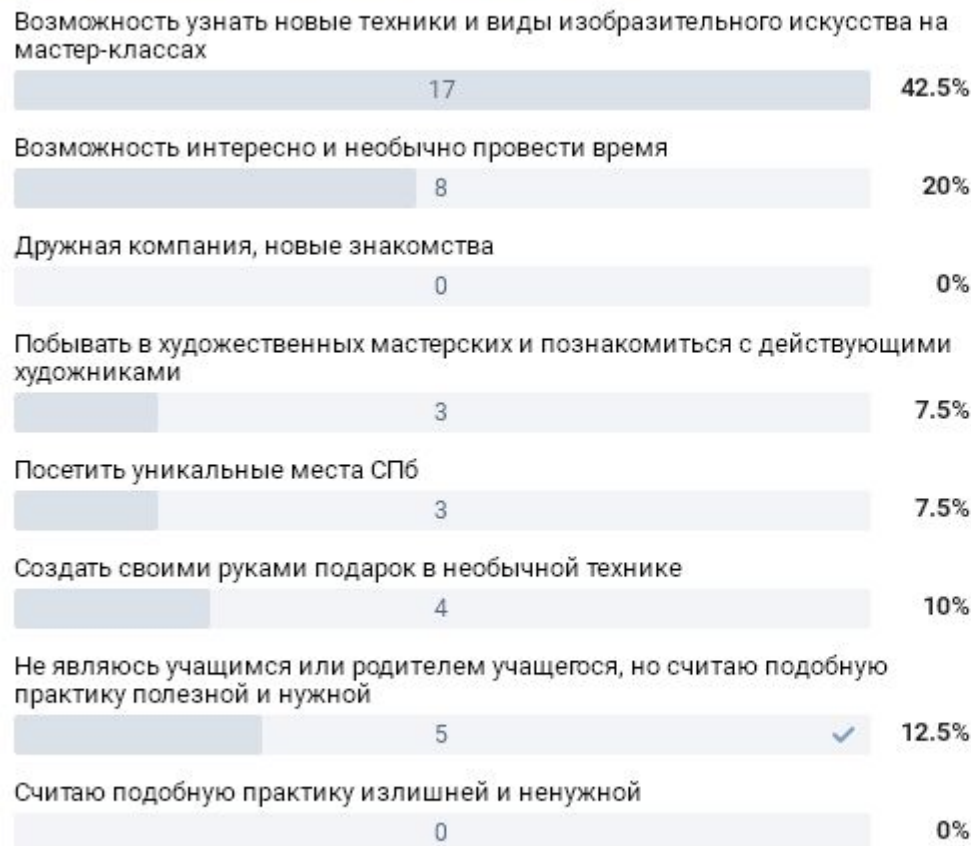 Возможность узнать новые техники и виды изобразительного искусства на
мастер-классах
17
42.5%
Возможность интересно и необычно провести время
8
20%
Дружная компания, новые знакомства
0
0%
Побывать в художественных мастерских и познакомиться с действующими
художниками
3
7.5%
Посетить уникальные места СПб
3
7.5%
Создать своими руками подарок в необычной технике
4
10%
Не являюсь учащимся или родителем учащегося, но считаю подобную
практику полезной и нужной
5
12.5%
Считаю подобную практику излишней и ненужной
0
0%